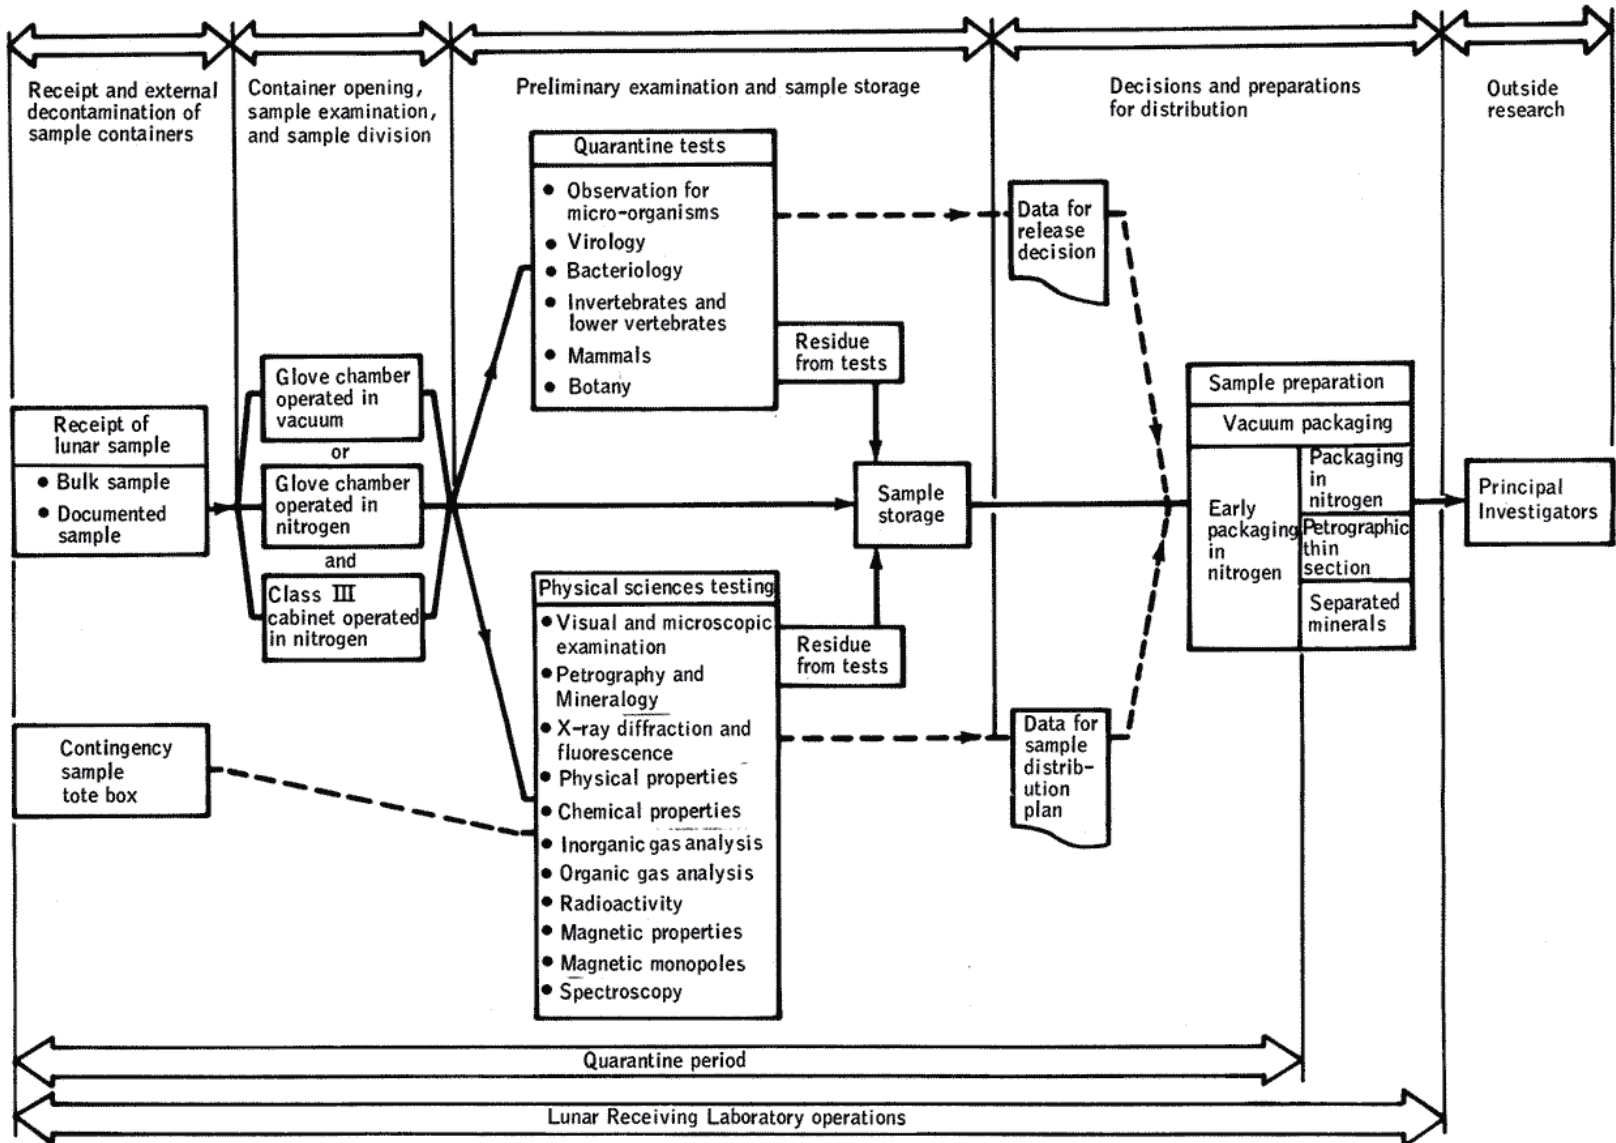 Receipt and external
decontamination of
sample containers
Container opening,
sample examination,
and sample division
Preliminary examination and sample storage
Decisions and preparations
for distribution
Outside
research
Quarantine tests
• Observation for
micro-organisms
• Virology
• Bacteriology
• Invertebrates and
lower vertebrates
• Mammals
• Botany
Data for
release
decision
Residue
from tests
Glove chamber
operated in
vacuum
or
Glove chamber
operated in
nitrogen
and
Class III
cabinet operated
in nitrogen
Receipt of
lunar sample
• Bulk sample
• Documented
sample
Sample
storage
Sample preparation
Vacuum packaging
Early
packaging
in
nitrogen
Packaging
in
nitrogen
Petrographic
thin
section
Separated
minerals
Principal
Investigators
Physical sciences testing
• Visual and microscopic
examination
• Petrography and
Mineralogy
• X-ray diffraction and
fluorescence
• Physical properties
• Chemical properties
• Inorganic gas analysis
• Organic gas analysis
• Radioactivity
• Magnetic properties
• Magnetic monopoles
• Spectroscopy
Residue
from tests
Data for
sample
distrib-
ution
plan
Contingency
sample
tote box
Quarantine period
Lunar Receiving Laboratory operations